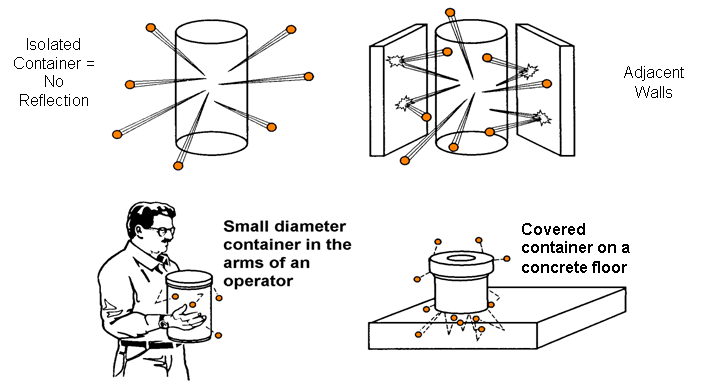 Isolated
Container =
No
Reflection
Adjacent
Walls
Small diameter
container in the
arms of an
operator
Covered
container on a
concrete floor